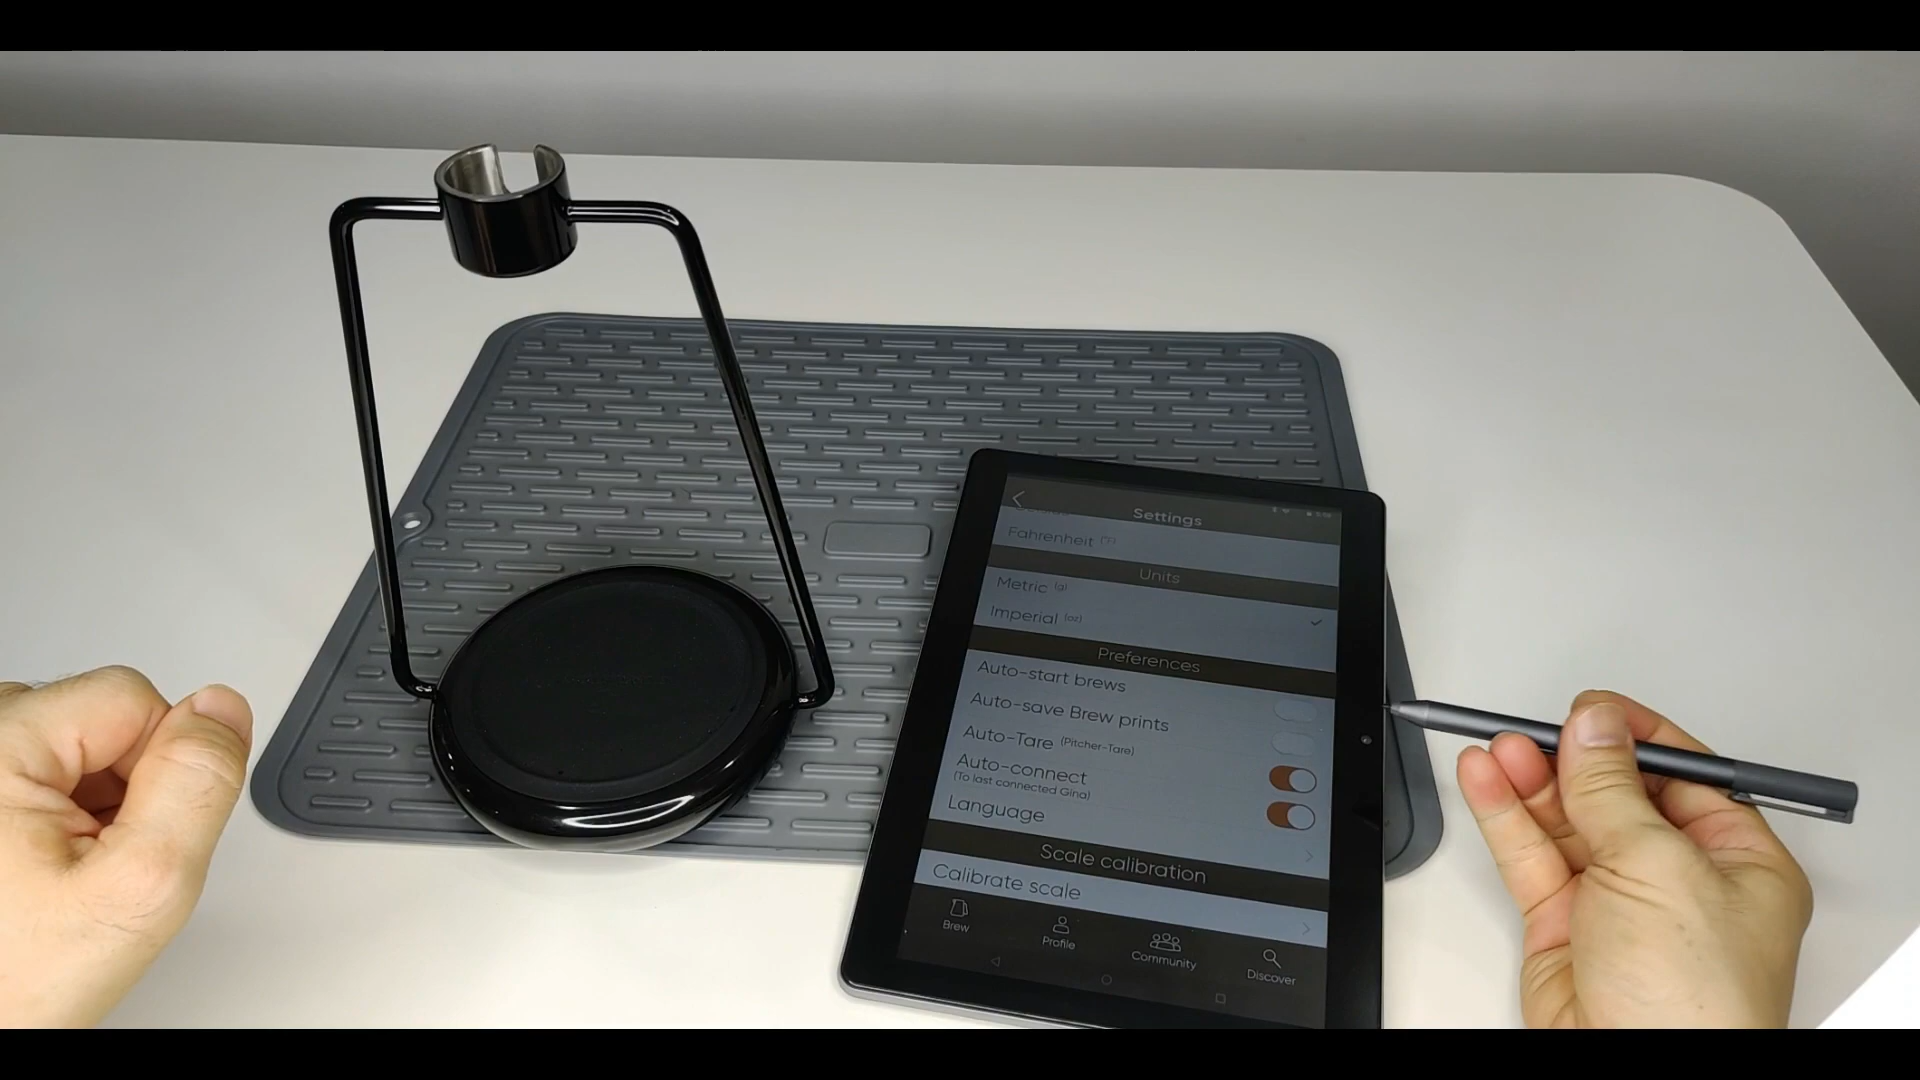 Settings
Fahrenheit (°F)
Units
Metric (g)
Imperial (oz)
Preferences
Auto-start brews
Auto-save Brew prints
Auto-Tare (Pitcher-Tare)
Auto-connect
(To last connected Gina)
Language
Scale calibration
Calibrate scale
Brew
Profile
Community
Discover